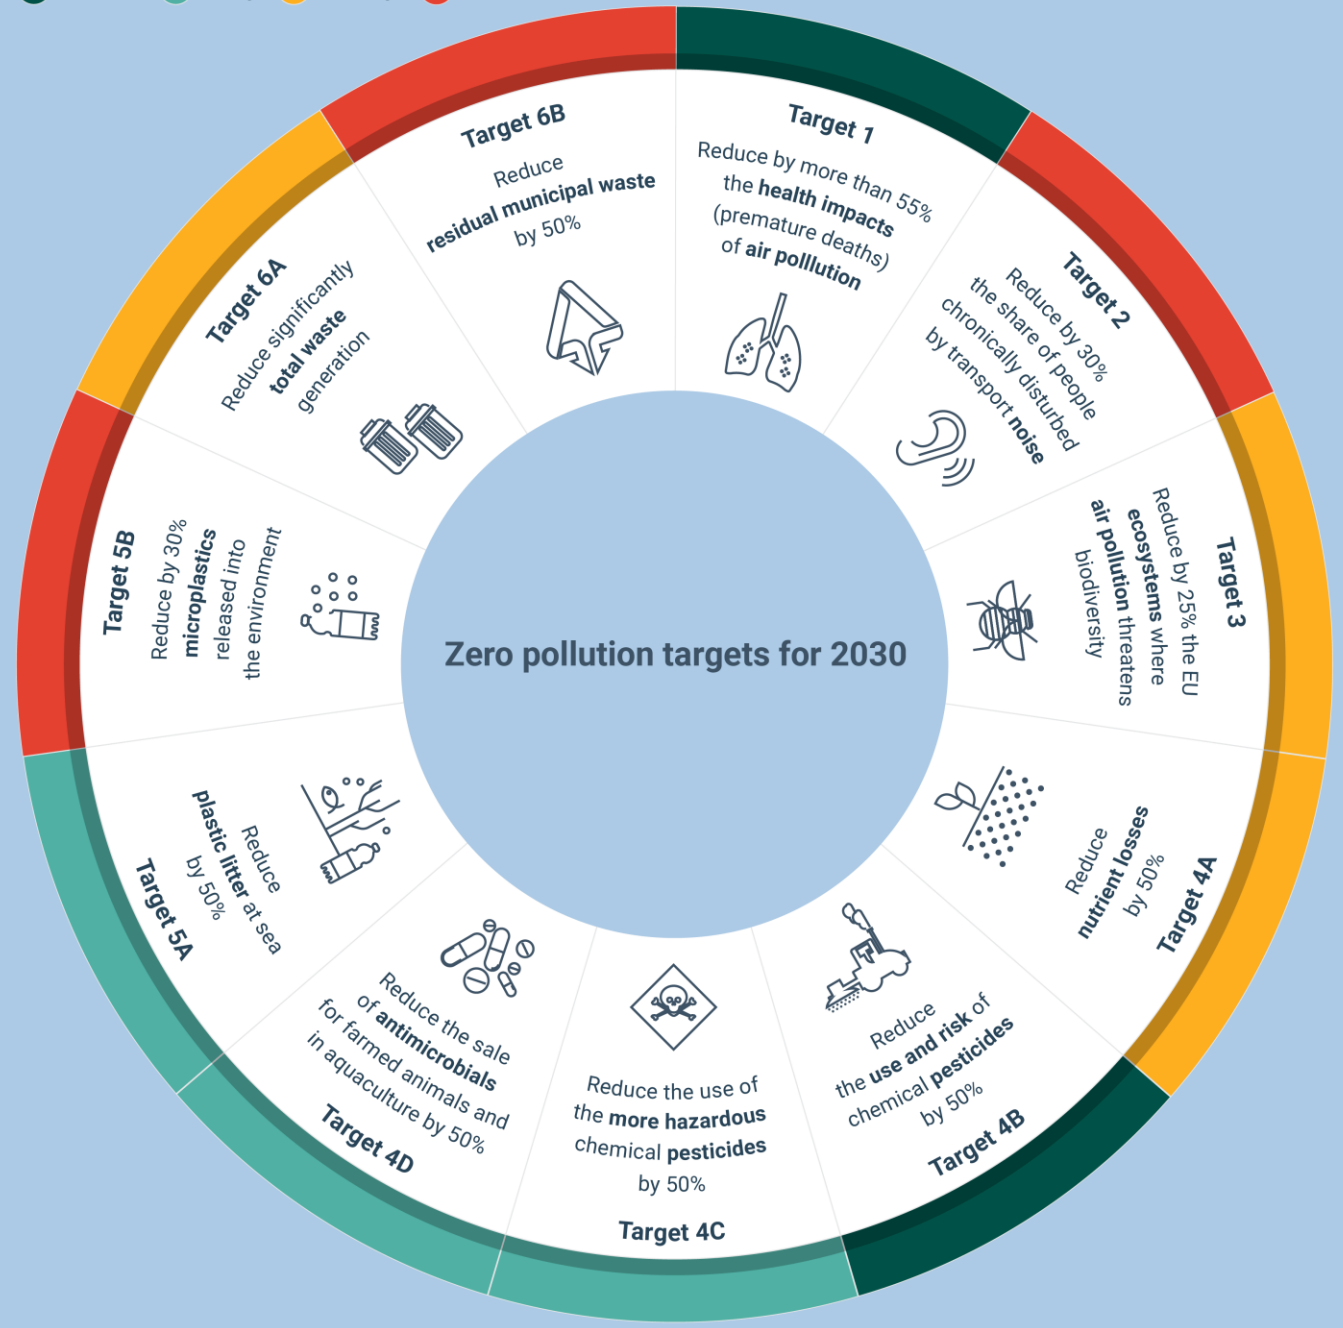 Zero pollution targets for 2030
Target 1
Reduce by more than 55%
the health impacts
(premature deaths)
of air polllution
Target 2
Reduce by 30%
the share of people
chronically disturbed
by transport noise
Target 3
Reduce by 25% the EU
ecosystems where
air pollution threatens
biodiversity
Target 4A
Reduce
nutrient losses
by 50%
Target 4B
Reduce
the use and risk of
chemical pesticides
by 50%
Target 4C
Reduce the use of
the more hazardous
chemical pesticides
by 50%
Target 4D
Reduce the sale
of antimicrobials
for farmed animals and
in aquaculture by 50%
Target 5A
Reduce
plastic litter at sea
by 50%
Target 5B
Reduce by 30%
microplastics
released into
the environment
Target 6A
Reduce significantly
total waste
generation
Target 6B
Reduce
residual municipal waste
by 50%